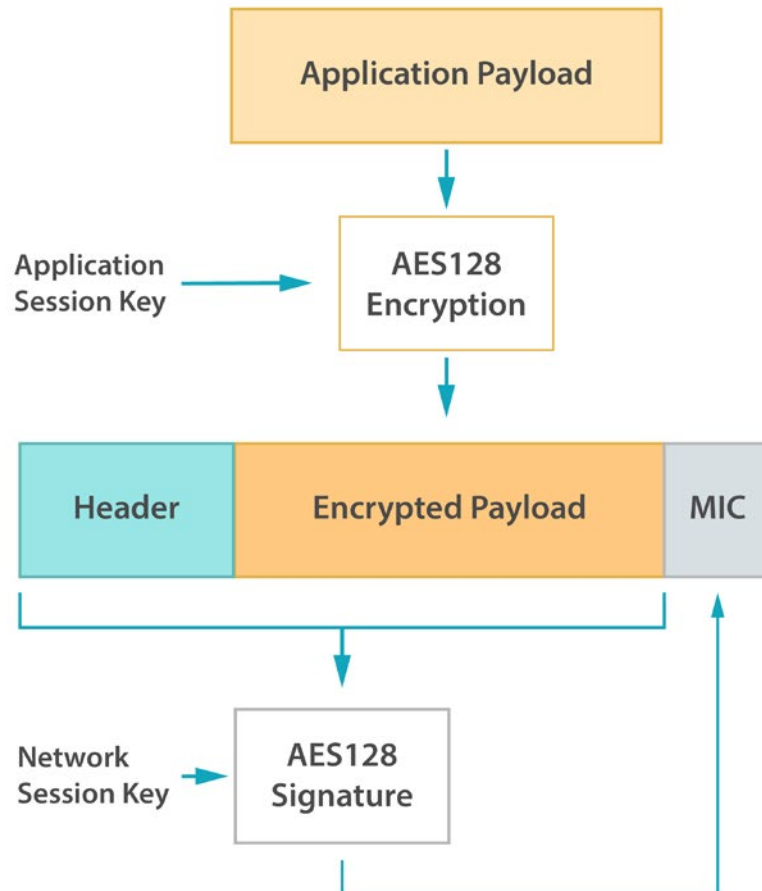 Application Payload
Application
Session Key
AES128
Encryption
Header
Encrypted Payload
MIC
Network
Session Key
AES128
Signature